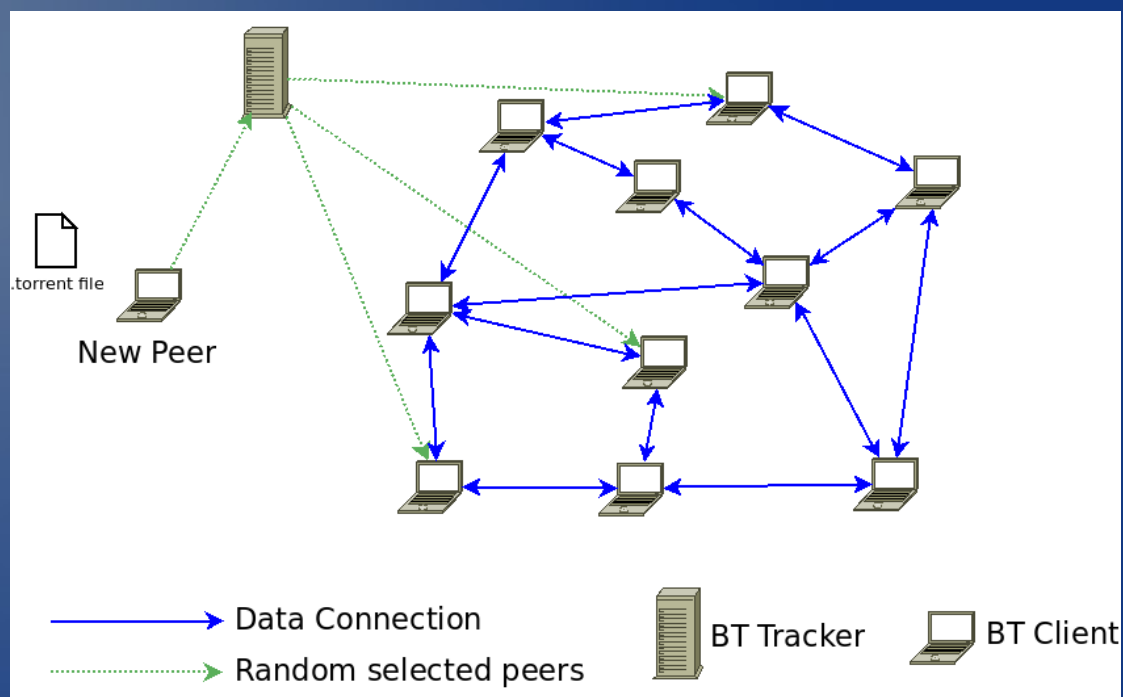 .torrent file
New Peer
Data Connection
Random selected peers
BT Tracker
BT Client